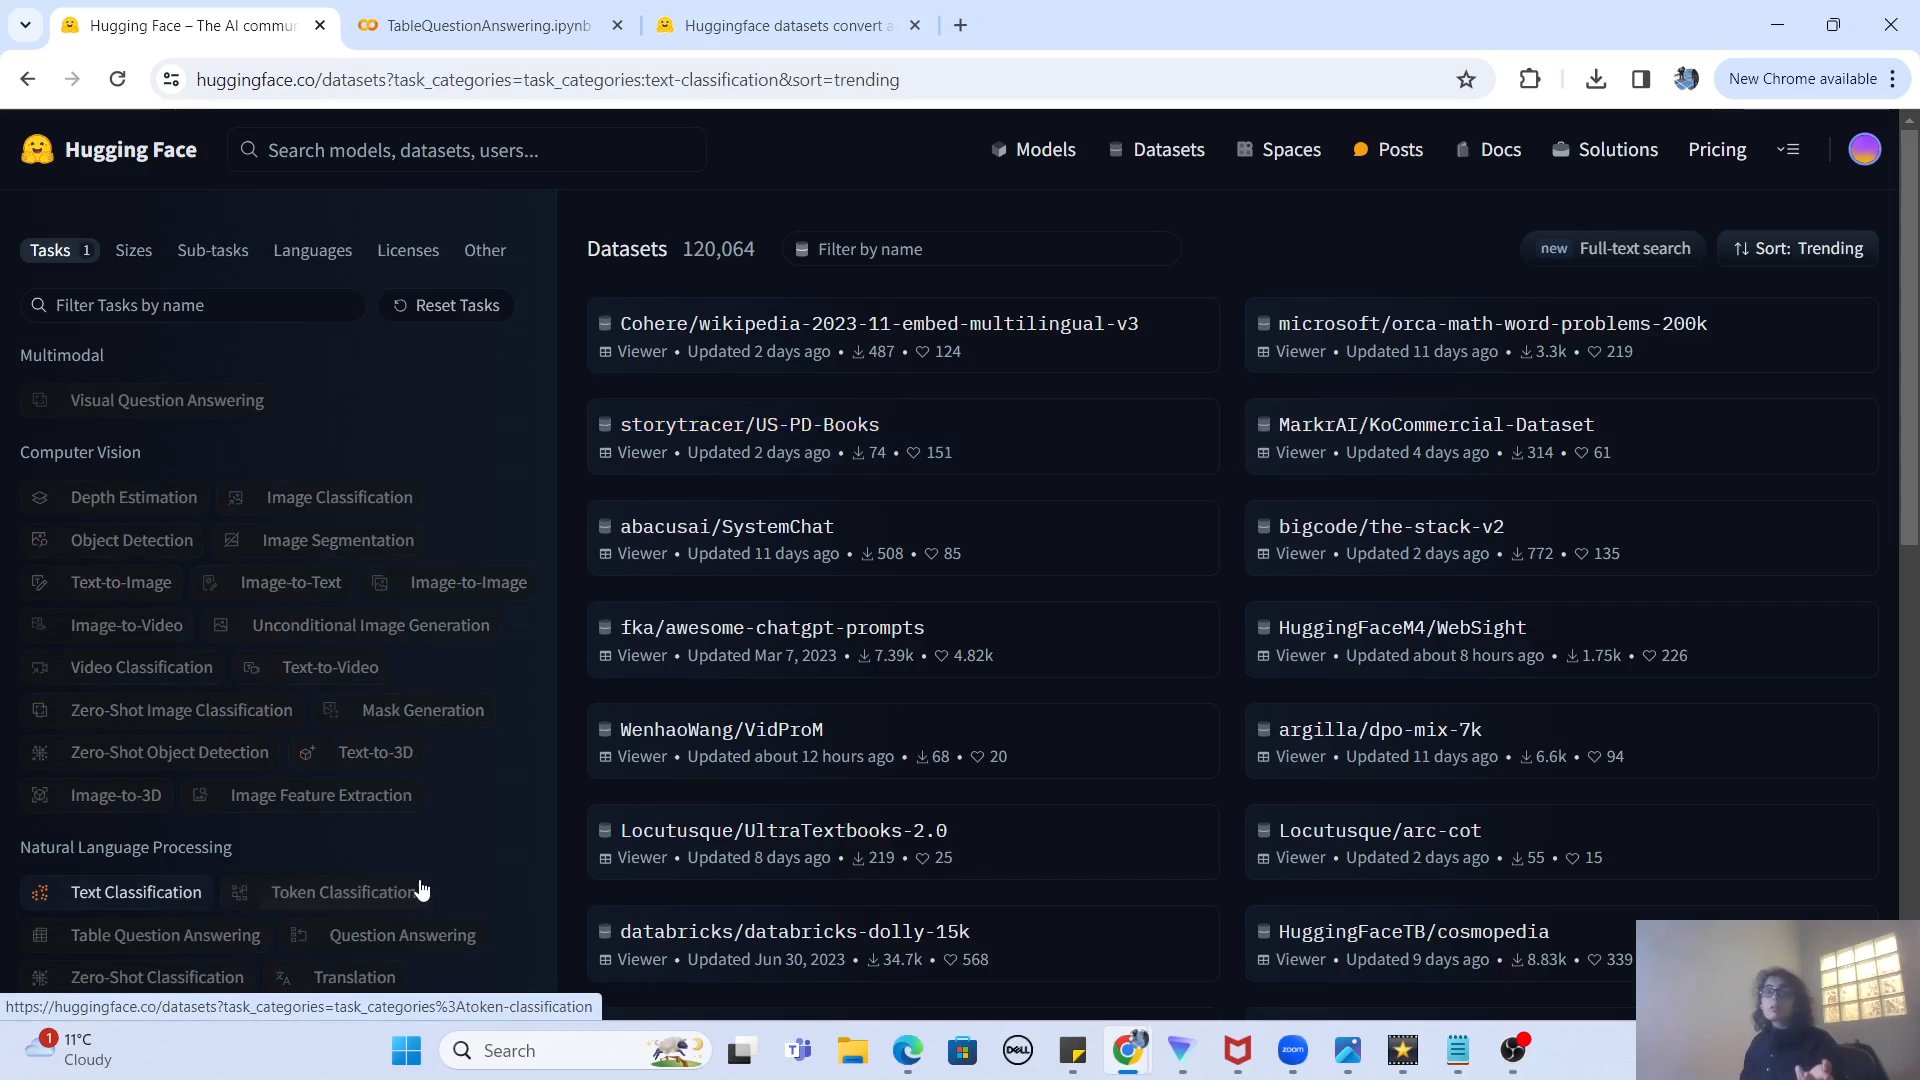 Hugging Face – The AI commu
TableQuestionAnswering.ipynb
Huggingface datasets convert a
huggingface.co/datasets?task_categories=task_categories:text-classification&sort=trending
New Chrome available
Hugging Face
Search models, datasets, users...
Models
Datasets
Spaces
Posts
Docs
Solutions
Pricing
Tasks 1
Sizes
Sub-tasks
Languages
Licenses
Other
Filter Tasks by name
Reset Tasks
Multimodal
Visual Question Answering
Computer Vision
Depth Estimation
Image Classification
Object Detection
Image Segmentation
Text-to-Image
Image-to-Text
Image-to-Image
Image-to-Video
Unconditional Image Generation
Video Classification
Text-to-Video
Zero-Shot Image Classification
Mask Generation
Zero-Shot Object Detection
Text-to-3D
Image-to-3D
Image Feature Extraction
Natural Language Processing
Text Classification
Token Classification
Table Question Answering
Question Answering
Zero-Shot Classification
Translation
https://huggingface.co/datasets?task_categories=task_categories%3Atoken-classification
Datasets 120,064
Filter by name
new Full-text search
Sort: Trending
Cohere/wikipedia-2023-11-embed-multilingual-v3
Viewer • Updated 2 days ago • 487 • 124
microsoft/orca-math-word-problems-200k
Viewer • Updated 11 days ago • 3.3k • 219
storytracer/US-PD-Books
Viewer • Updated 2 days ago • 74 • 151
MarkrAI/KoCommercial-Dataset
Viewer • Updated 4 days ago • 314 • 61
abacusai/SystemChat
Viewer • Updated 11 days ago • 508 • 85
bigcode/the-stack-v2
Viewer • Updated 2 days ago • 772 • 135
fka/awesome-chatgpt-prompts
Viewer • Updated Mar 7, 2023 • 7.39k • 4.82k
HuggingFaceM4/WebSight
Viewer • Updated about 8 hours ago • 1.75k • 226
WenhaoWang/VidProM
Viewer • Updated about 12 hours ago • 68 • 20
argilla/dpo-mix-7k
Viewer • Updated 11 days ago • 6.6k • 94
Locutusque/UltraTextbooks-2.0
Viewer • Updated 8 days ago • 219 • 25
Locutusque/arc-cot
Viewer • Updated 2 days ago • 55 • 15
databricks/databricks-dolly-15k
Viewer • Updated Jun 30, 2023 • 34.7k • 568
HuggingFaceTB/cosmopedia
Viewer • Updated 9 days ago • 8.83k • 339
1
11°C
Cloudy
Search
DELL
zoom